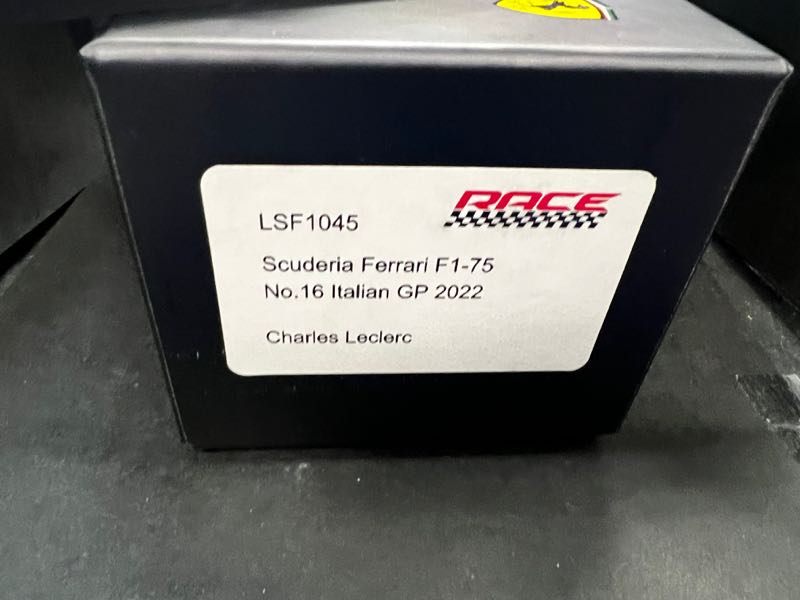 RACE
LSF1045
Scuderia Ferrari F1-75
No.16 Italian GP 2022
Charles Leclerc